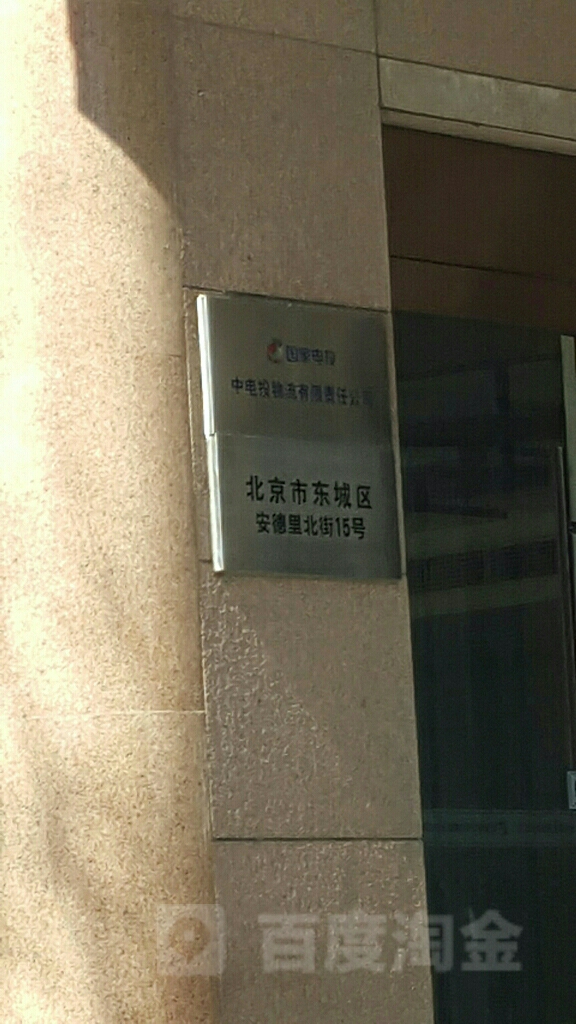 国家电投
中电投物流有限责任公司
北京市东城区
安德里北街15号
百度淘金